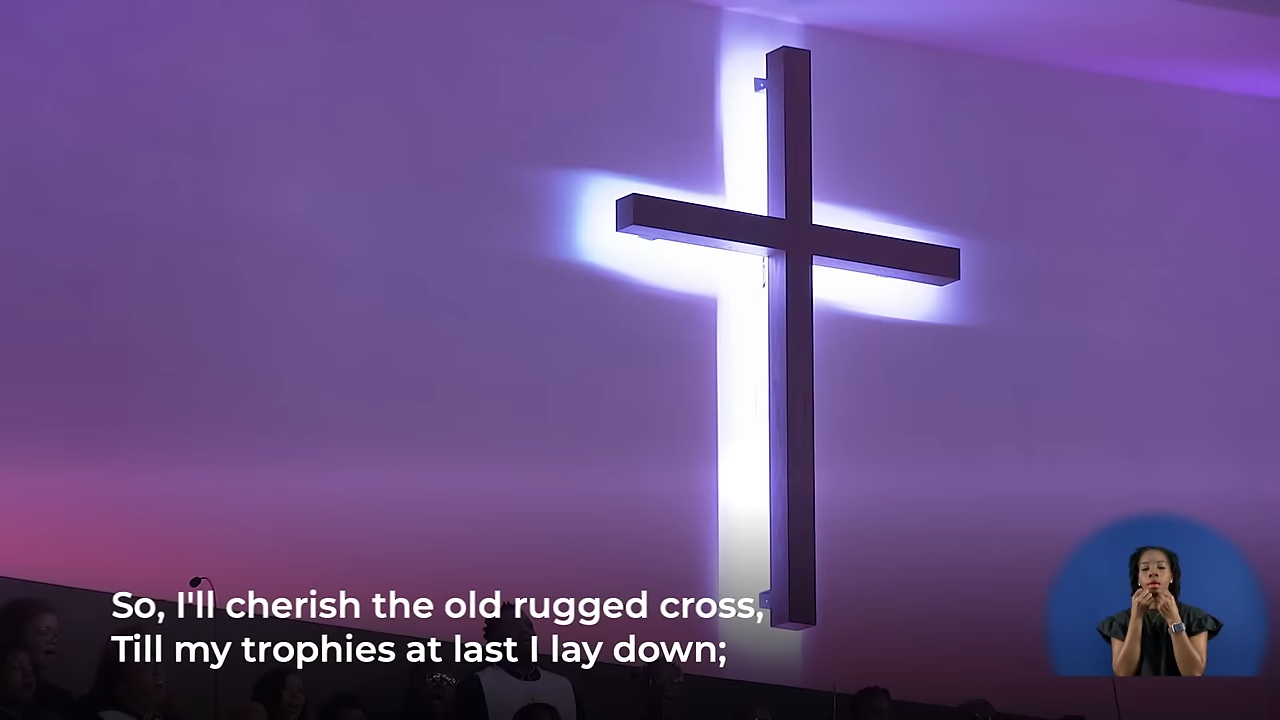 So, I'll cherish the old rugged cross,
Till my trophies at last I lay down;